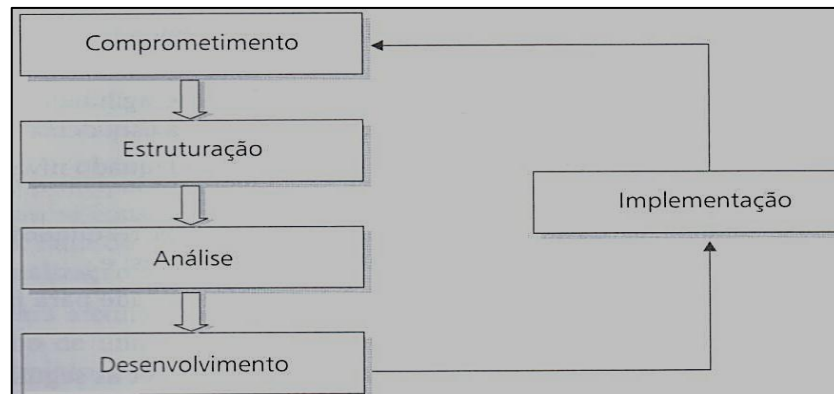 Comprometimento
Estruturação
Implementação
Análise
Desenvolvimento